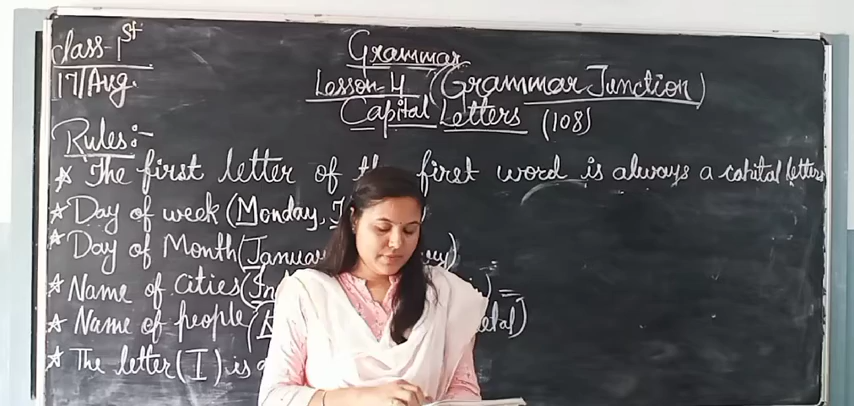 Class-1st
17/Aug.
Grammar
Lesson-4 (Grammar Junction)
Capital Letters (108)
Rules:-
* The first letter of the first word is always a capital letters
* Day of week (Monday,
* Day of Month (Januar
* Name of cities (
* Name of people (
* The letter (I) is